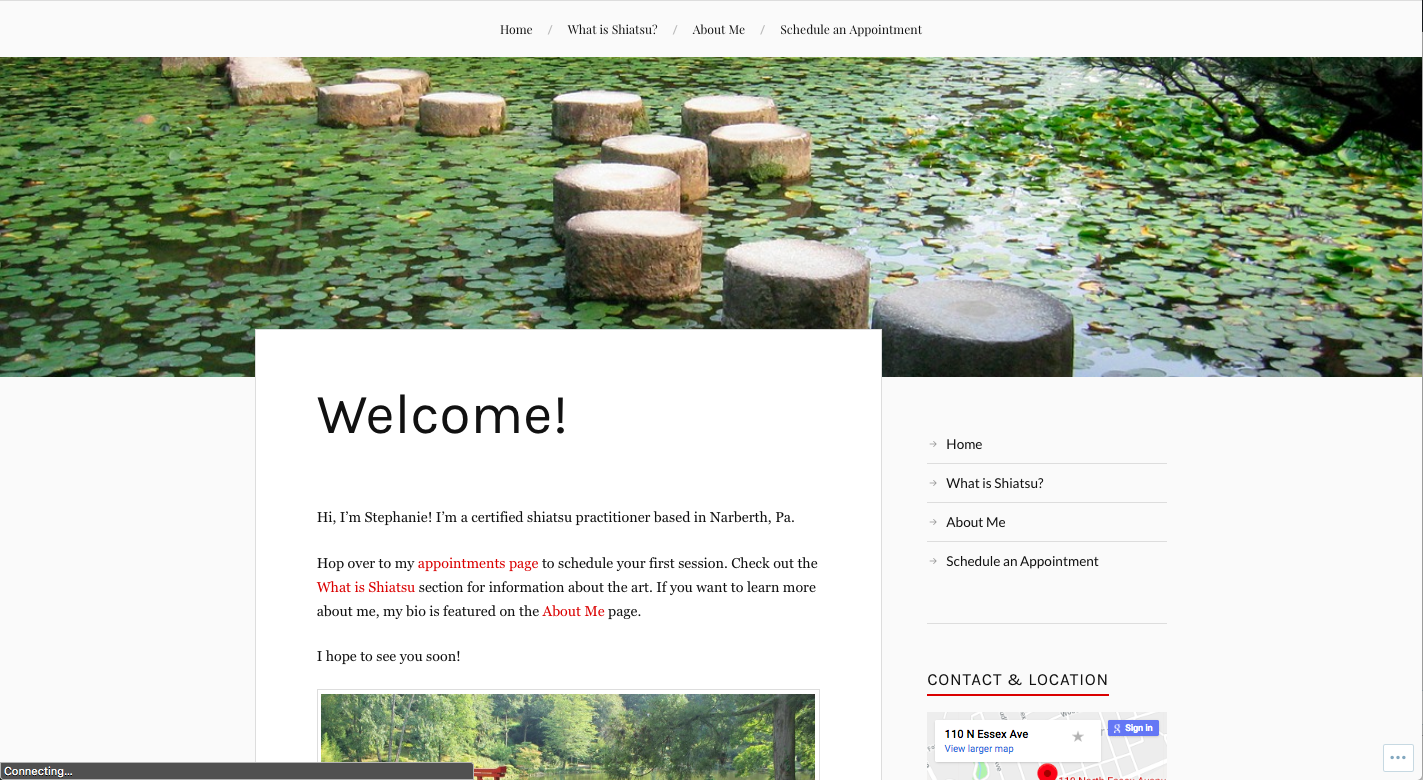 Home / What is Shiatsu? / About Me / Schedule an Appointment
Welcome!
Hi, I’m Stephanie! I’m a certified shiatsu practitioner based in Narberth, Pa.
Hop over to my appointments page to schedule your first session. Check out the
What is Shiatsu section for information about the art. If you want to learn more
about me, my bio is featured on the About Me page.
I hope to see you soon!
Home
What is Shiatsu?
About Me
Schedule an Appointment
CONTACT & LOCATION
110 N Essex Ave
View larger map
Sign In
110 North Essex Avenue
Connecting...